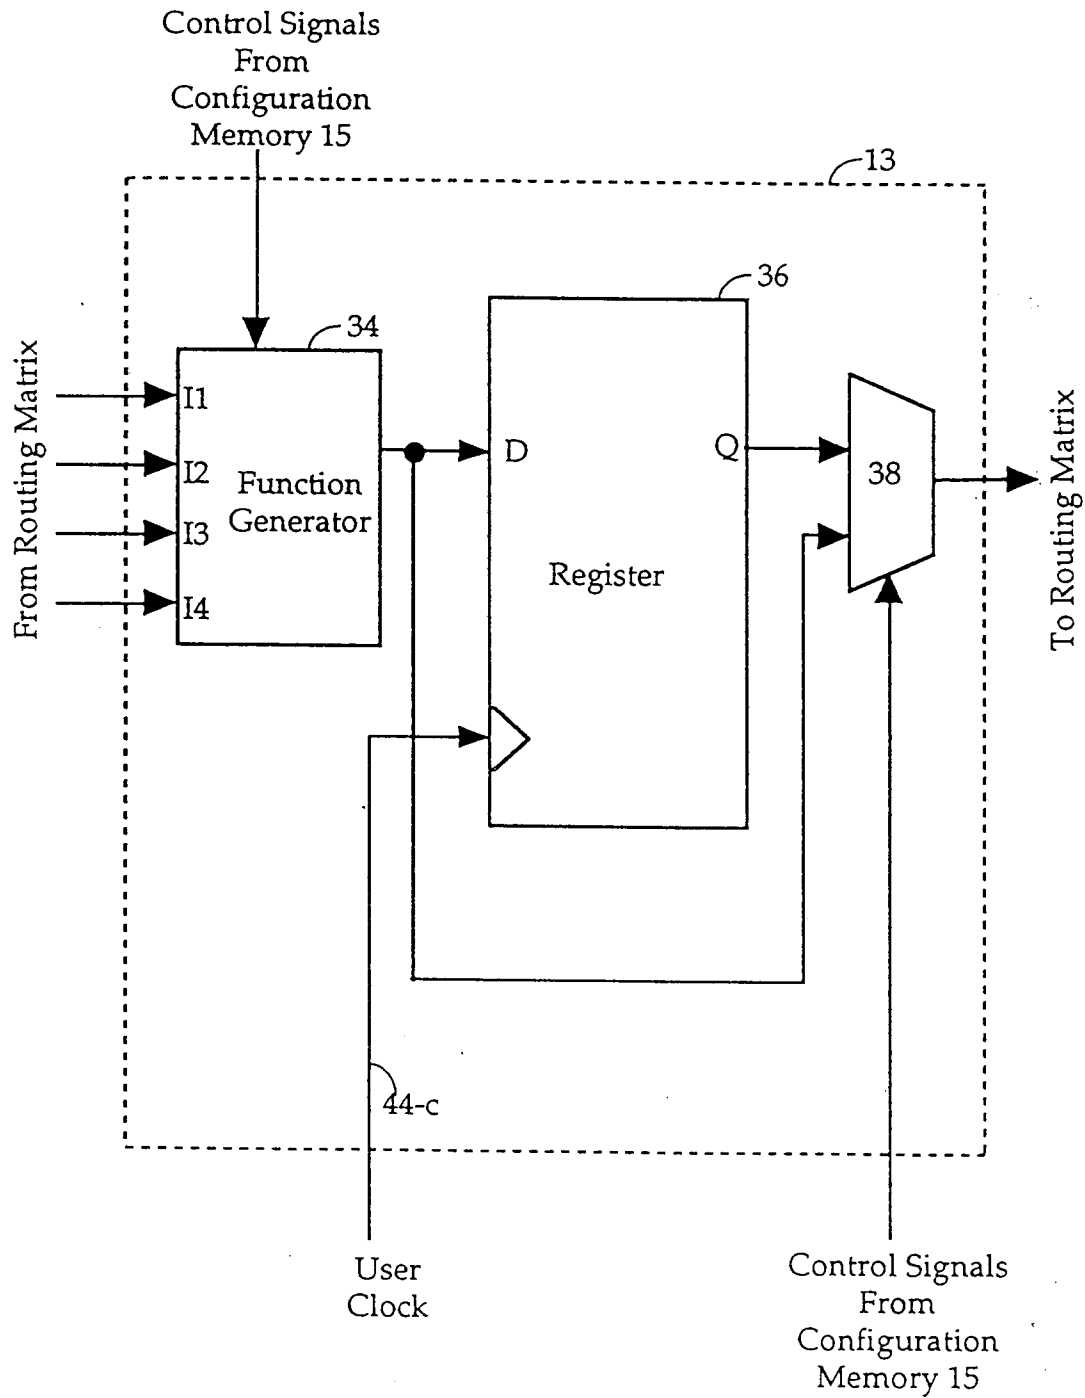 Control Signals
From
Configuration
Memory 15
13
36
34
From Routing Matrix
I1
I2
I3
I4
Function
Generator
D
Q
Register
38
To Routing Matrix
44-c
User
Clock
Control Signals
From
Configuration
Memory 15